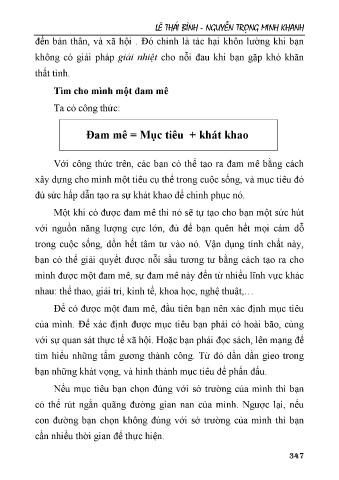 LÊ THÁI BÌNH - NGUYỄN TRỌNG MINH KHANH
đến bản thân, và xã hội . Đó chính là tác hại khôn lường khi bạn
không có giải pháp giải nhiệt cho nỗi đau khi bạn gặp khó khăn
thất tình.
Tìm cho mình một đam mê
Ta có công thức:
Đam mê = Mục tiêu + khát khao
Với công thức trên, các bạn có thể tạo ra đam mê bằng cách
xây dựng cho mình một tiêu cụ thể trong cuộc sống, và mục tiêu đó
đủ sức hấp dẫn tạo ra sự khát khao để chinh phục nó.
Một khi có được đam mê thì nó sẽ tự tạo cho bạn một sức hút
với nguồn năng lượng cực lớn, đủ để bạn quên hết mọi cám dỗ
trong cuộc sống, dồn hết tâm tư vào nó. Vận dụng tính chất này,
bạn có thể giải quyết được nỗi sầu tương tư bằng cách tạo ra cho
mình được một đam mê, sự đam mê này đến từ nhiều lĩnh vực khác
nhau: thể thao, giải trí, kinh tế, khoa học, nghệ thuật,…
Để có được một đam mê, đầu tiên bạn nên xác định mục tiêu
của mình. Để xác định được mục tiêu bạn phải có hoài bão, cùng
với sự quan sát thực tế xã hội. Hoặc bạn phải đọc sách, lên mạng để
tìm hiểu những tấm gương thành công. Từ đó dần dần gieo trong
bạn những khát vọng, và hình thành mục tiêu để phấn đấu.
Nếu mục tiêu bạn chọn đúng với sở trường của mình thì bạn
có thể rút ngắn quãng đường gian nan của mình. Ngược lại, nếu
con đường bạn chọn không đúng với sở trường của mình thì bạn
cần nhiều thời gian để thực hiện.
347